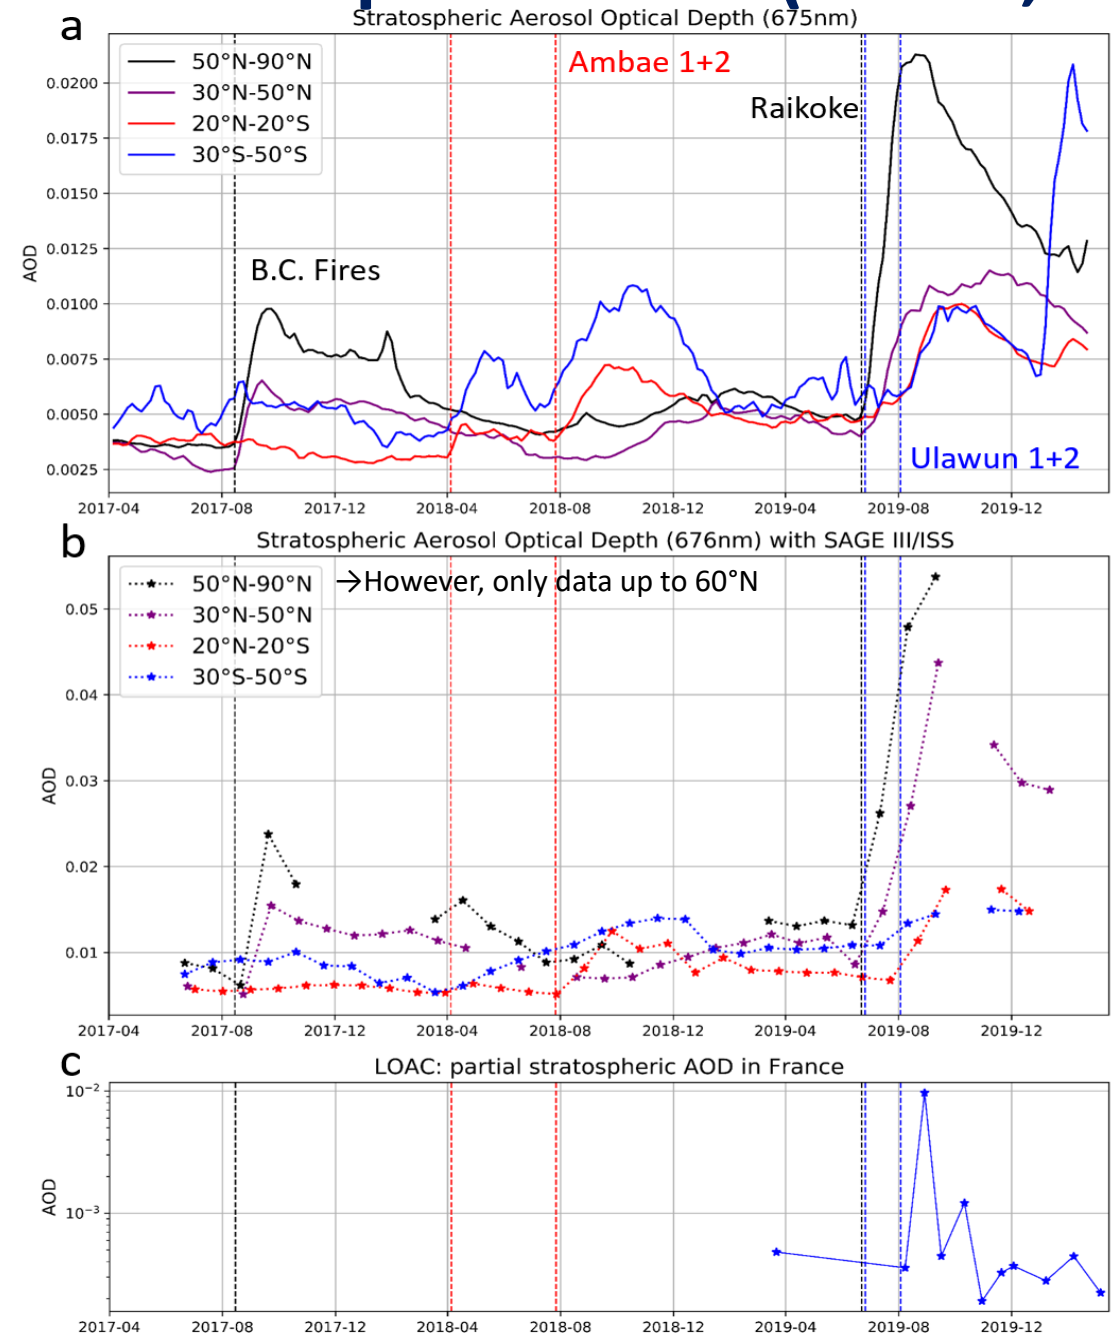 Stratospheric Aerosol Optical Depth (675nm)
a
50°N-90°N
30°N-50°N
20°N-20°S
30°S-50°S
Ambae 1+2
Raikoke
B.C. Fires
Ulawun 1+2
AOD
0.0200
0.0175
0.0150
0.0125
0.0100
0.0075
0.0050
0.0025
2017-04 2017-08 2017-12 2018-04 2018-08 2018-12 2019-04 2019-08 2019-12
b
Stratospheric Aerosol Optical Depth (676nm) with SAGE III/ISS
50°N-90°N →However, only data up to 60°N
30°N-50°N
20°N-20°S
30°S-50°S
AOD
0.05
0.04
0.03
0.02
0.01
2017-04 2017-08 2017-12 2018-04 2018-08 2018-12 2019-04 2019-08 2019-12
c
LOAC: partial stratospheric AOD in France
AOD
10⁻²
10⁻³
2017-04 2017-08 2017-12 2018-04 2018-08 2018-12 2019-04 2019-08 2019-12